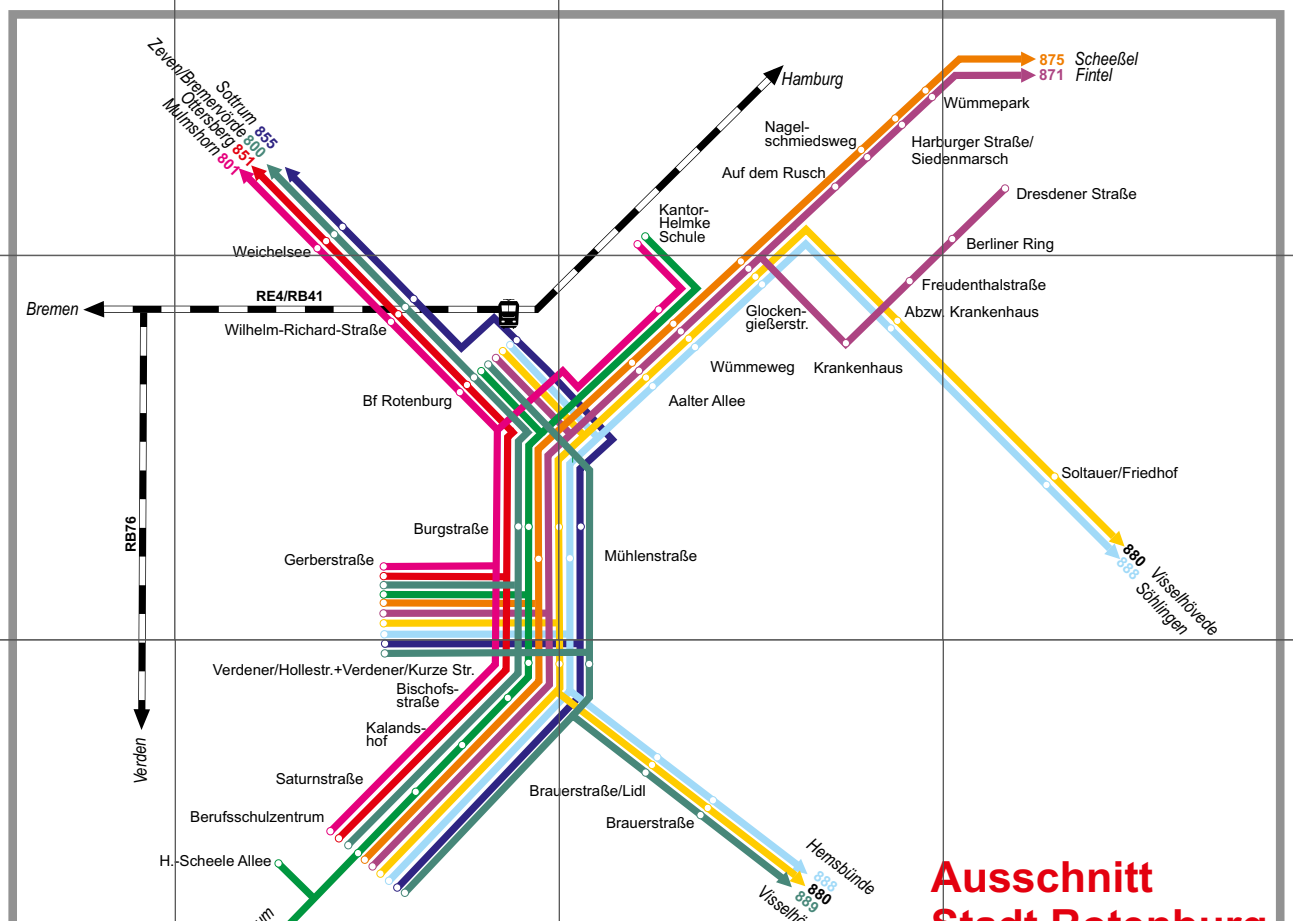 875 Scheeßel
871 Fintel
Sottrum 855
Zeven/Bremervörde 800
Ottersberg 851
Mulmshorn 801
Hamburg
Wümmepark
Nagel-
schmiedsweg
Harburger Straße/
Siedenmarsch
Auf dem Rusch
Dresdener Straße
Kantor-
Helmke
Schule
Weichelsee
Berliner Ring
Freudenthalstraße
Bremen
RE4/RB41
Wilhelm-Richard-Straße
Glocken-
gießerstr.
Abzw. Krankenhaus
Wümmeweg
Krankenhaus
Bf Rotenburg
Aalter Allee
Soltauer/Friedhof
RB76
Burgstraße
Mühlenstraße
Gerberstraße
880 Visselhövede
888 Söhlingen
Verdener/Hollestr.+Verdener/Kurze Str.
Bischofs-
straße
Kalands-
hof
Verden
Saturnstraße
Brauerstraße/Lidl
Berufsschulzentrum
Brauerstraße
H.-Scheele Allee
Hemsbünde
888
880
889
Visselhö
um
Ausschnitt
Stadt Rotenburg